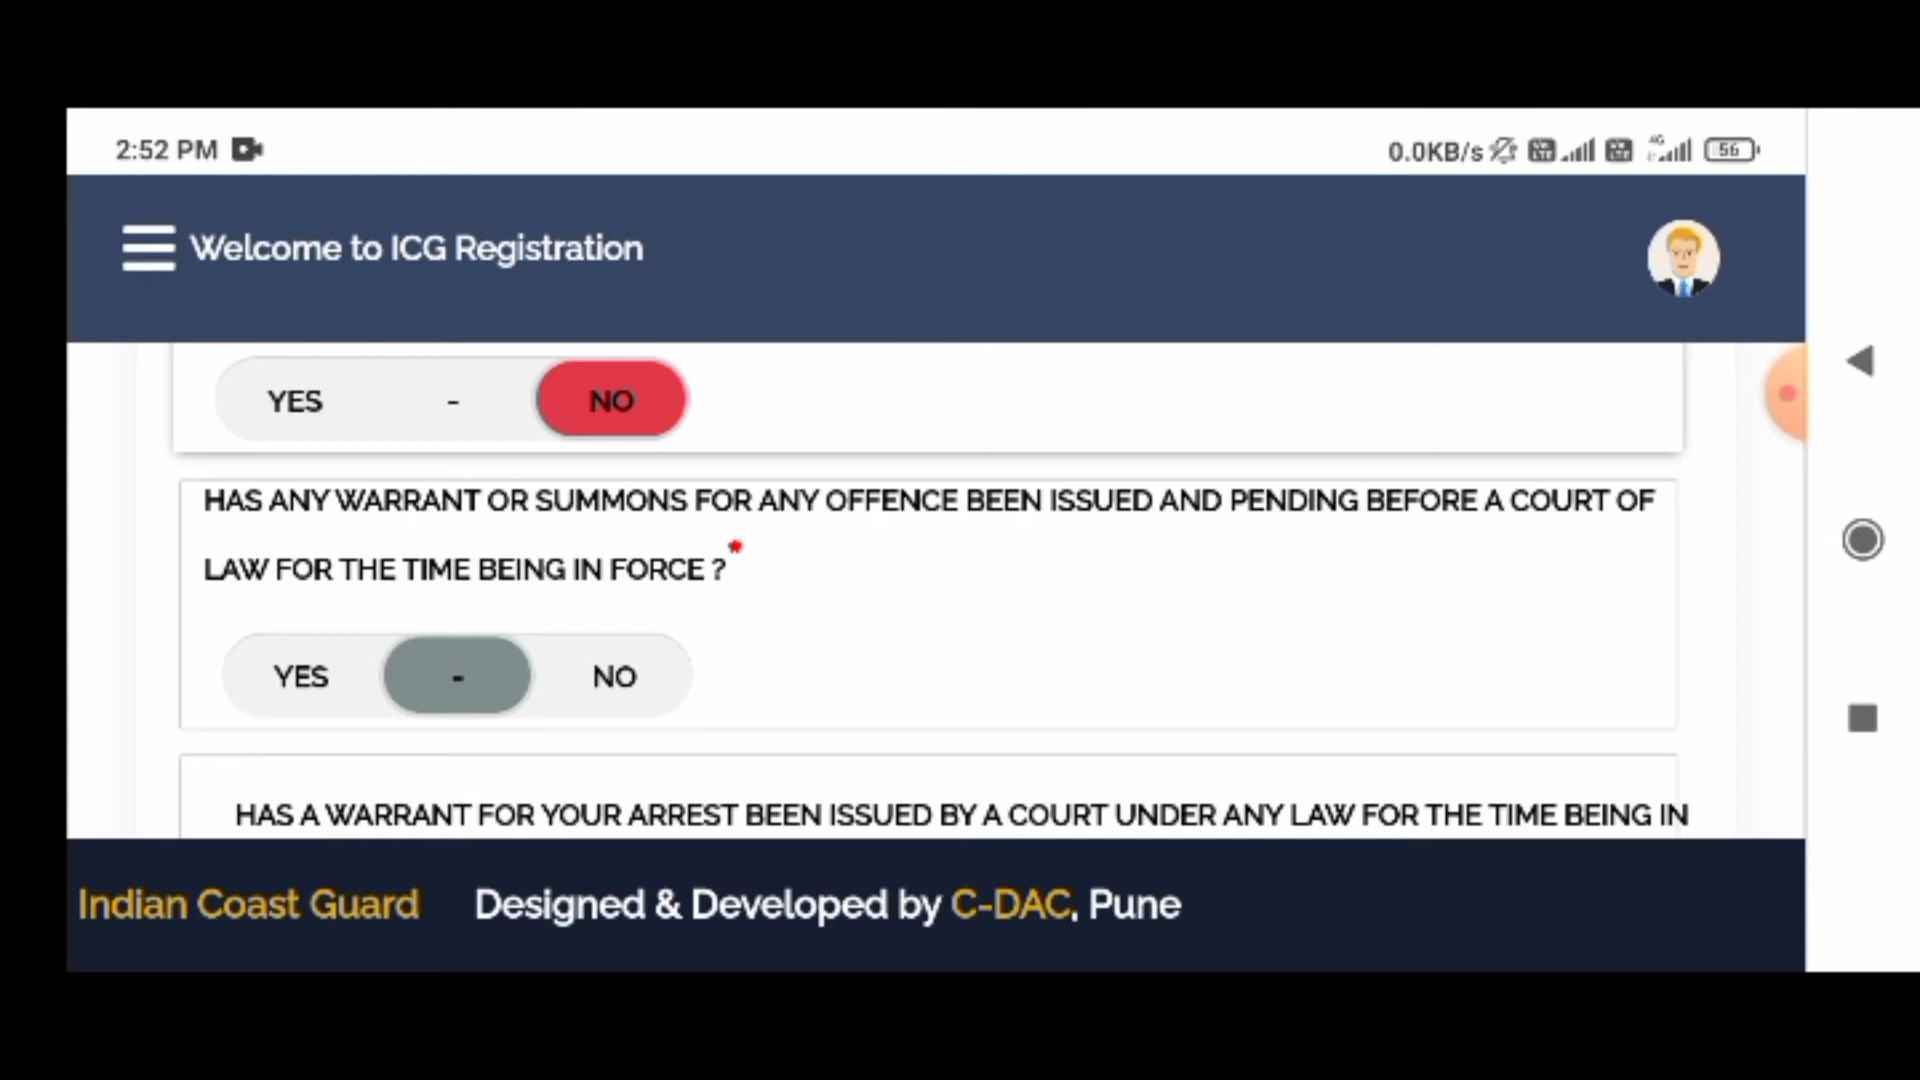 2:52 PM 0.0KB/s 4G 56
Welcome to ICG Registration
YES - NO
HAS ANY WARRANT OR SUMMONS FOR ANY OFFENCE BEEN ISSUED AND PENDING BEFORE A COURT OF
LAW FOR THE TIME BEING IN FORCE ?*
YES - NO
HAS A WARRANT FOR YOUR ARREST BEEN ISSUED BY A COURT UNDER ANY LAW FOR THE TIME BEING IN
Indian Coast Guard Designed & Developed by C-DAC, Pune